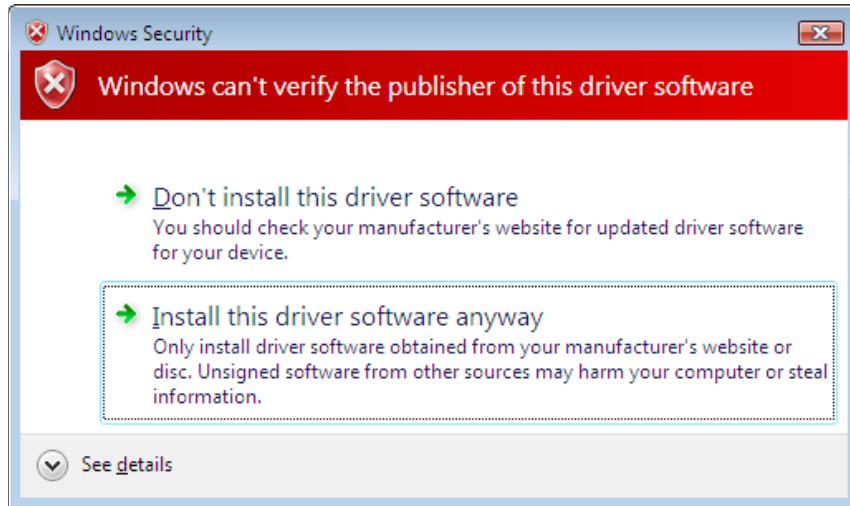 Windows Security
Windows can't verify the publisher of this driver software
Don't install this driver software
You should check your manufacturer's website for updated driver software
for your device.
Install this driver software anyway
Only install driver software obtained from your manufacturer's website or
disc. Unsigned software from other sources may harm your computer or steal
information.
See details